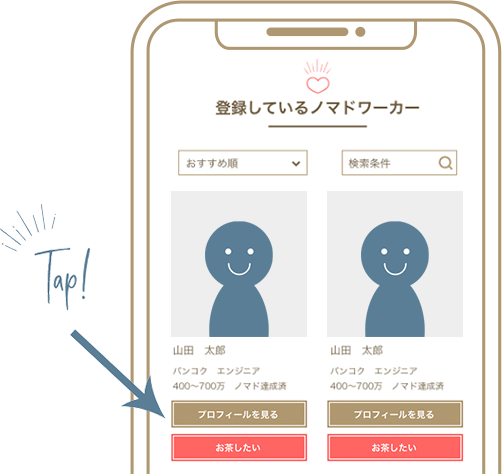 登録しているノマドワーカー
おすすめ順
検索条件
Tap!
山田　太郎
バンコク　エンジニア
400〜700万　ノマド達成済
プロフィールを見る
お茶したい
山田　太郎
バンコク　エンジニア
400〜700万　ノマド達成済
プロフィールを見る
お茶したい